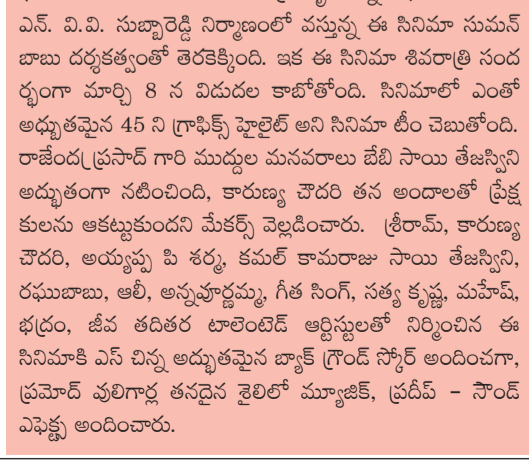 ఎన్. వి.వి. సుబ్బారెడ్డి నిర్మాణంలో వస్తున్న ఈ సినిమా సుమన్
బాబు దర్శకత్వంతో తెరకెక్కింది. ఇక ఈ సినిమా శివరాత్రి సంద
ర్భంగా మార్చి 8 న విడుదల కాబోతోంది. సినిమాలో ఎంతో
అద్భుతమైన 45 ని గ్రాఫిక్స్ హైలైట్ అని సినిమా టీం చెబుతోంది.
రాజేంద్ర ప్రసాద్ గారి ముద్దుల మనవరాలు బేబి సాయి తేజస్విని
అద్భుతంగా నటించింది, కారుణ్య చౌదరి తన అందాలతో ప్రేక్ష
కులను ఆకట్టుకుందని మేకర్స్ వెల్లడించారు. శ్రీరామ్, కారుణ్య
చౌదరి, అయ్యప్ప పి శర్మ, కమల్ కామరాజు సాయి తేజస్విని,
రఘుబాబు, ఆలీ, అన్నవూర్ణమ్మ, గీత సింగ్, సత్య కృష్ణ, మహేష్,
భద్రం, జీవ తదితర టాలెంటెడ్ ఆర్టిస్టులతో నిర్మించిన ఈ
సినిమాకి ఎస్ చిన్న అద్భుతమైన బ్యాక్ గ్రౌండ్ స్కోర్ అందించగా,
ప్రమోద్ వులిగార్ల తనదైన శైలిలో మ్యూజిక్, ప్రదీప్ - సౌండ్
ఎఫెక్ట్స అందించారు.